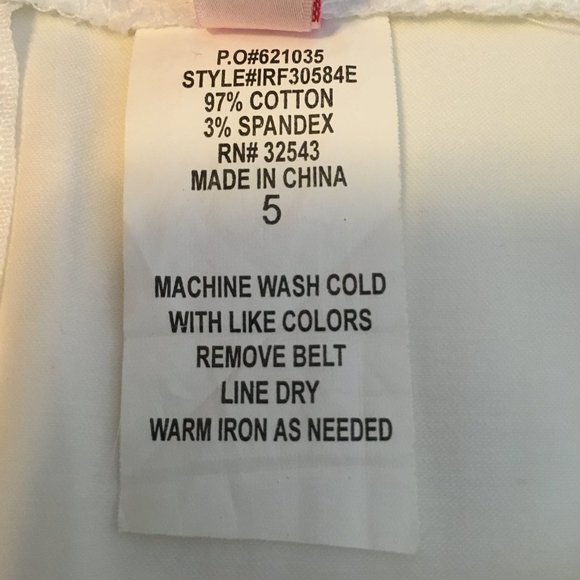 P.O#621035
STYLE#IRF30584E
97% COTTON
3% SPANDEX
RN# 32543
MADE IN CHINA
5
MACHINE WASH COLD
WITH LIKE COLORS
REMOVE BELT
LINE DRY
WARM IRON AS NEEDED